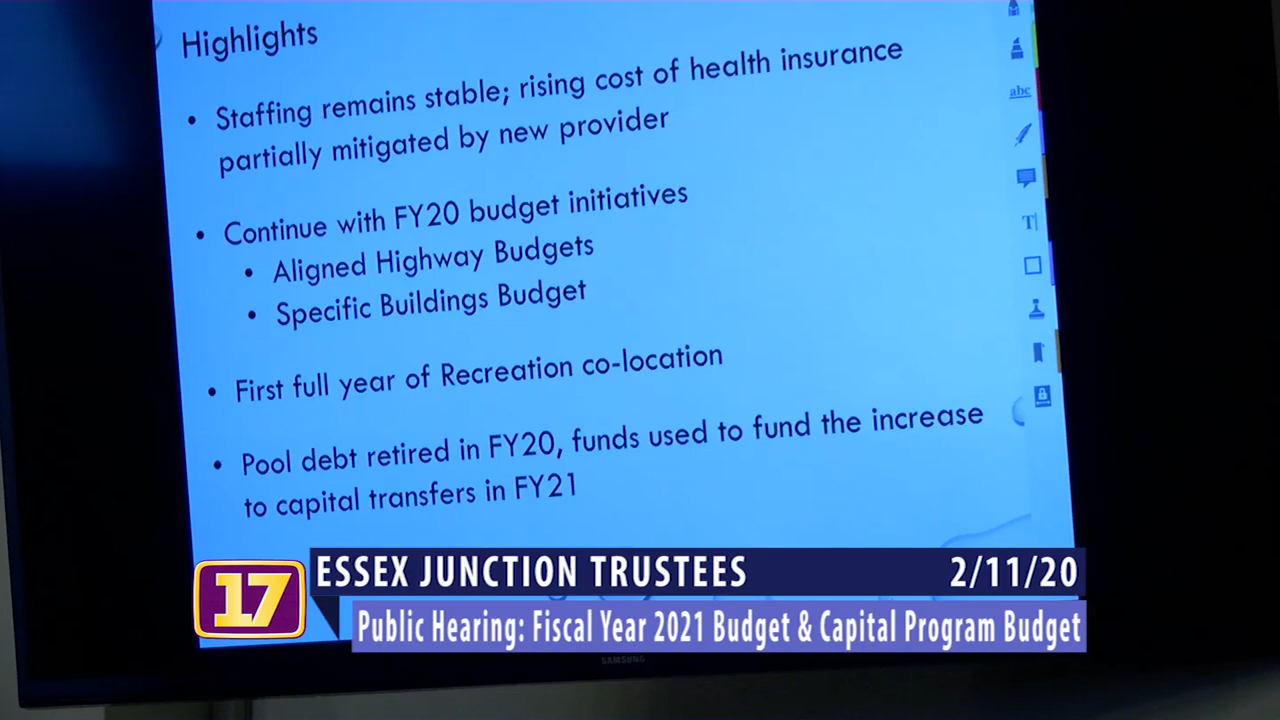 Highlights
• Staffing remains stable; rising cost of health insurance
partially mitigated by new provider
• Continue with FY20 budget initiatives
• Aligned Highway Budgets
• Specific Buildings Budget
• First full year of Recreation co-location
• Pool debt retired in FY20, funds used to fund the increase
to capital transfers in FY21
abc
T
17
ESSEX JUNCTION TRUSTEES 2/11/20
Public Hearing: Fiscal Year 2021 Budget & Capital Program Budget
SAMSUNG